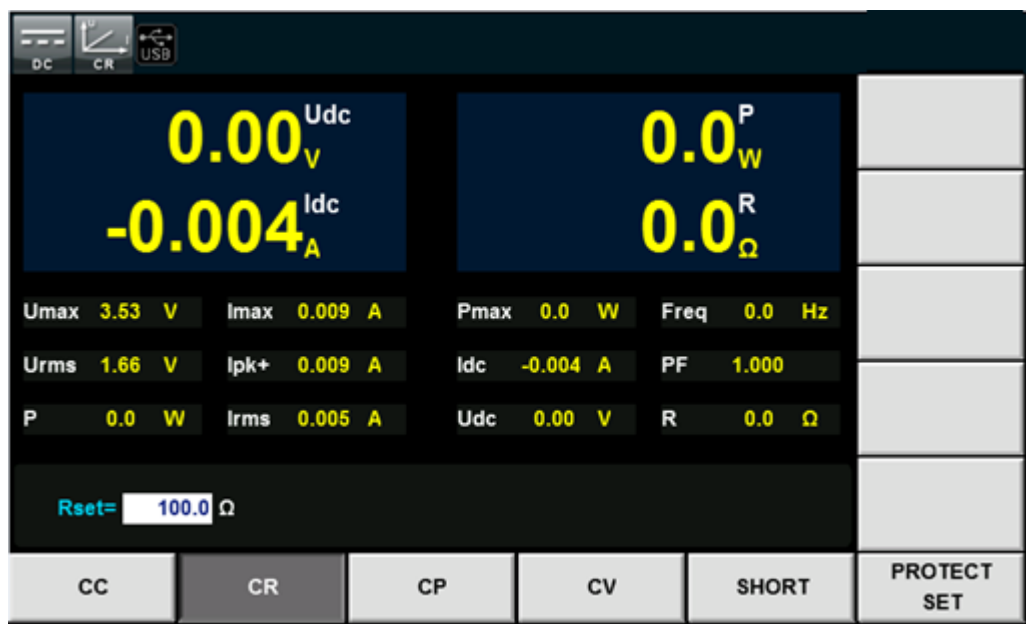 DC CR USB
U I
0.00 Udc V 0.0 P W
-0.004 Idc A 0.0 R Ω
Umax 3.53 V Imax 0.009 A Pmax 0.0 W Freq 0.0 Hz
Urms 1.66 V Ipk+ 0.009 A Idc -0.004 A PF 1.000
P 0.0 W Irms 0.005 A Udc 0.00 V R 0.0 Ω
Rset= 100.0 Ω
CC CR CP CV SHORT PROTECT SET